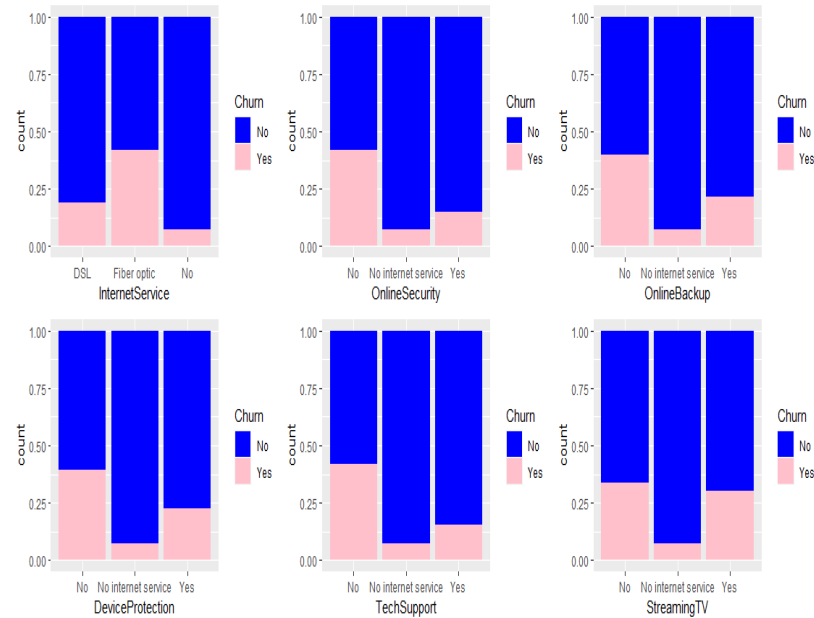 1.00
0.75
0.50
0.25
0.00
count
DSL Fiber optic No
InternetService
Churn
No
Yes
1.00
0.75
0.50
0.25
0.00
count
No No internet service Yes
OnlineSecurity
Churn
No
Yes
1.00
0.75
0.50
0.25
0.00
count
No No internet service Yes
OnlineBackup
Churn
No
Yes
1.00
0.75
0.50
0.25
0.00
count
No No internet service Yes
DeviceProtection
Churn
No
Yes
1.00
0.75
0.50
0.25
0.00
count
No No internet service Yes
TechSupport
Churn
No
Yes
1.00
0.75
0.50
0.25
0.00
count
No No internet service Yes
StreamingTV
Churn
No
Yes